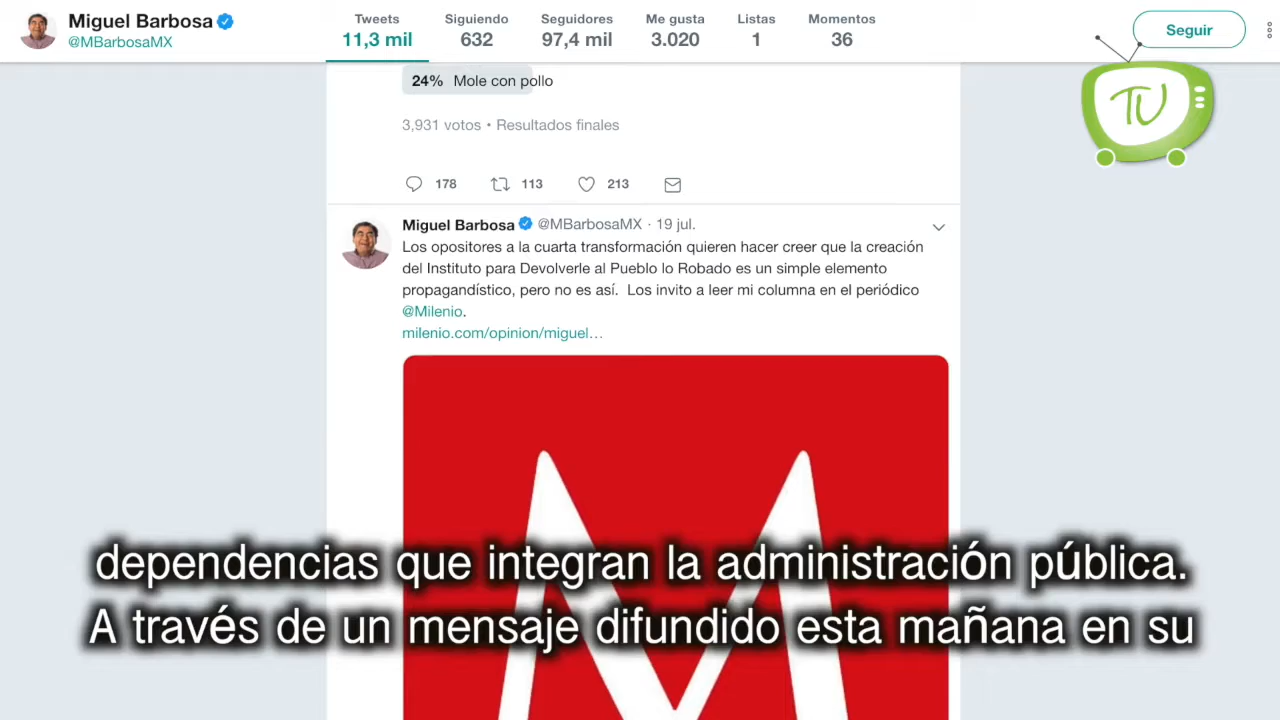 Miguel Barbosa
@MBarbosaMX
Tweets
11,3 mil
Siguiendo
632
Seguidores
97,4 mil
Me gusta
3.020
Listas
1
Momentos
36
Seguir
TV
24% Mole con pollo
3,931 votos • Resultados finales
178 113 213
Miguel Barbosa @MBarbosaMX · 19 jul.
Los opositores a la cuarta transformación quieren hacer creer que la creación
del Instituto para Devolverle al Pueblo lo Robado es un simple elemento
propagandístico, pero no es así. Los invito a leer mi columna en el periódico
@Milenio.
milenio.com/opinion/miguel…
M
dependencias que integran la administración pública.
A través de un mensaje difundido esta mañana en su